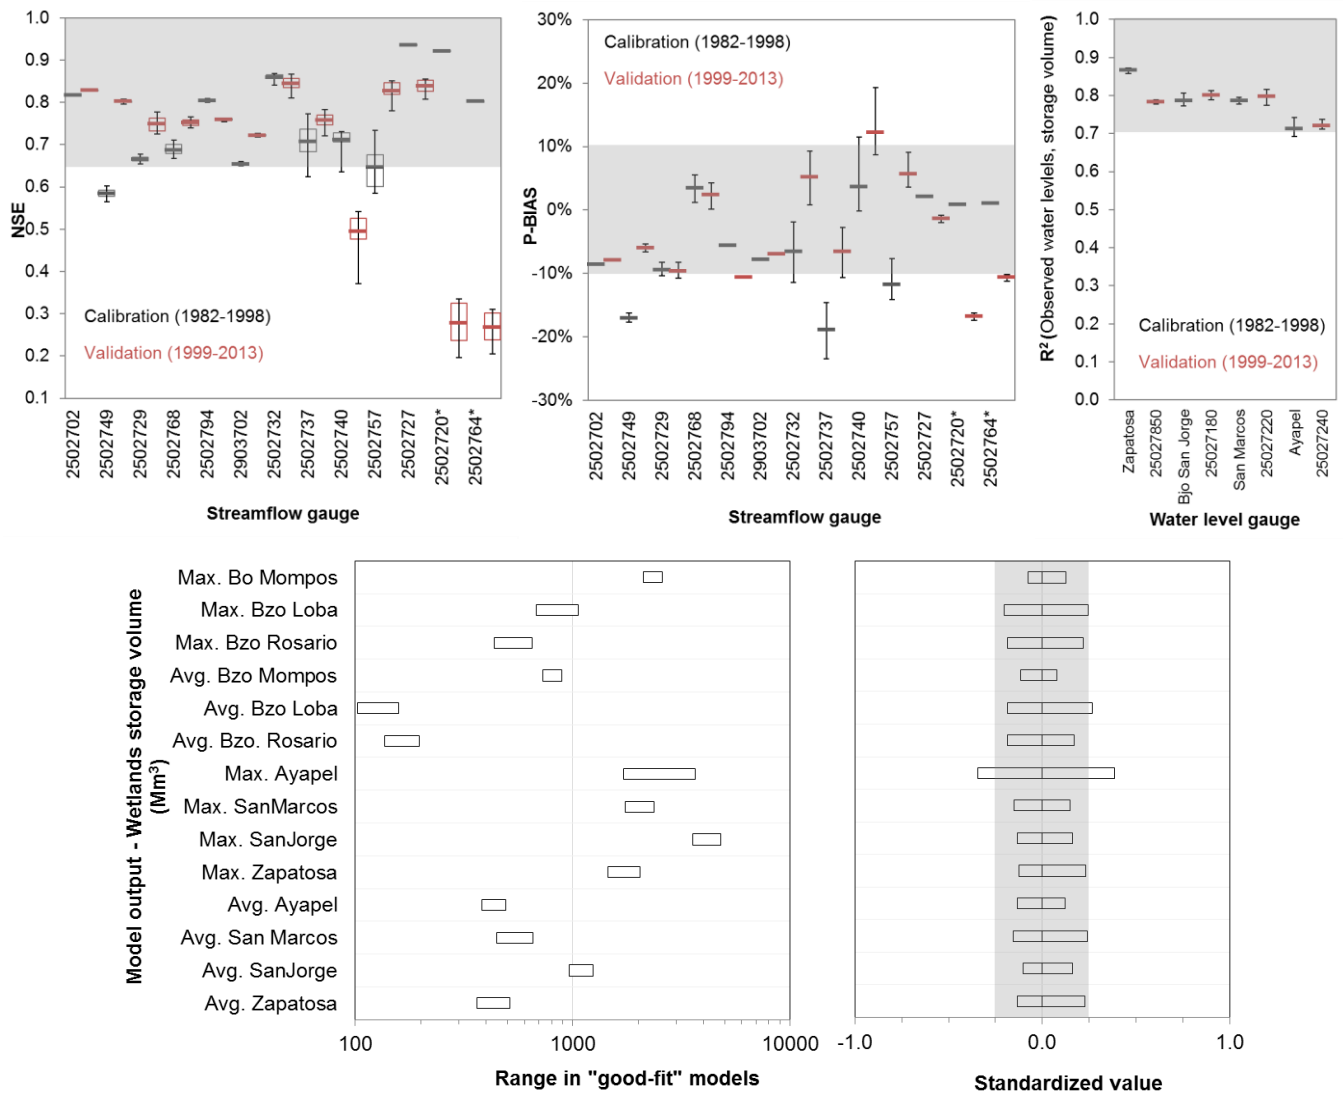 1.0
0.9
0.8
0.7
0.6
0.5
0.4
0.3
0.2
0.1
NSE
Calibration (1982-1998)
Validation (1999-2013)
2502702
2502749
2502729
2502768
2502794
2903702
2502732
2502737
2502740
2502757
2502727
2502720*
2502764*
Streamflow gauge
30%
20%
10%
0%
-10%
-20%
-30%
P-BIAS
Calibration (1982-1998)
Validation (1999-2013)
2502702
2502749
2502729
2502768
2502794
2903702
2502732
2502737
2502740
2502757
2502727
2502720*
2502764*
Streamflow gauge
1.0
0.9
0.8
0.7
0.6
0.5
0.4
0.3
0.2
0.1
0.0
R² (Observed water levlels, storage volume)
Calibration (1982-1998)
Validation (1999-2013)
Zapatosa
25027850
Bjo San Jorge
25027180
San Marcos
25027220
Ayapel
25027240
Water level gauge
Model output - Wetlands storage volume
(Mm³)
Max. Bo Mompos
Max. Bzo Loba
Max. Bzo Rosario
Avg. Bzo Mompos
Avg. Bzo Loba
Avg. Bzo. Rosario
Max. Ayapel
Max. SanMarcos
Max. SanJorge
Max. Zapatosa
Avg. Ayapel
Avg. San Marcos
Avg. SanJorge
Avg. Zapatosa
100
1000
10000
Range in "good-fit" models
-1.0
0.0
1.0
Standardized value